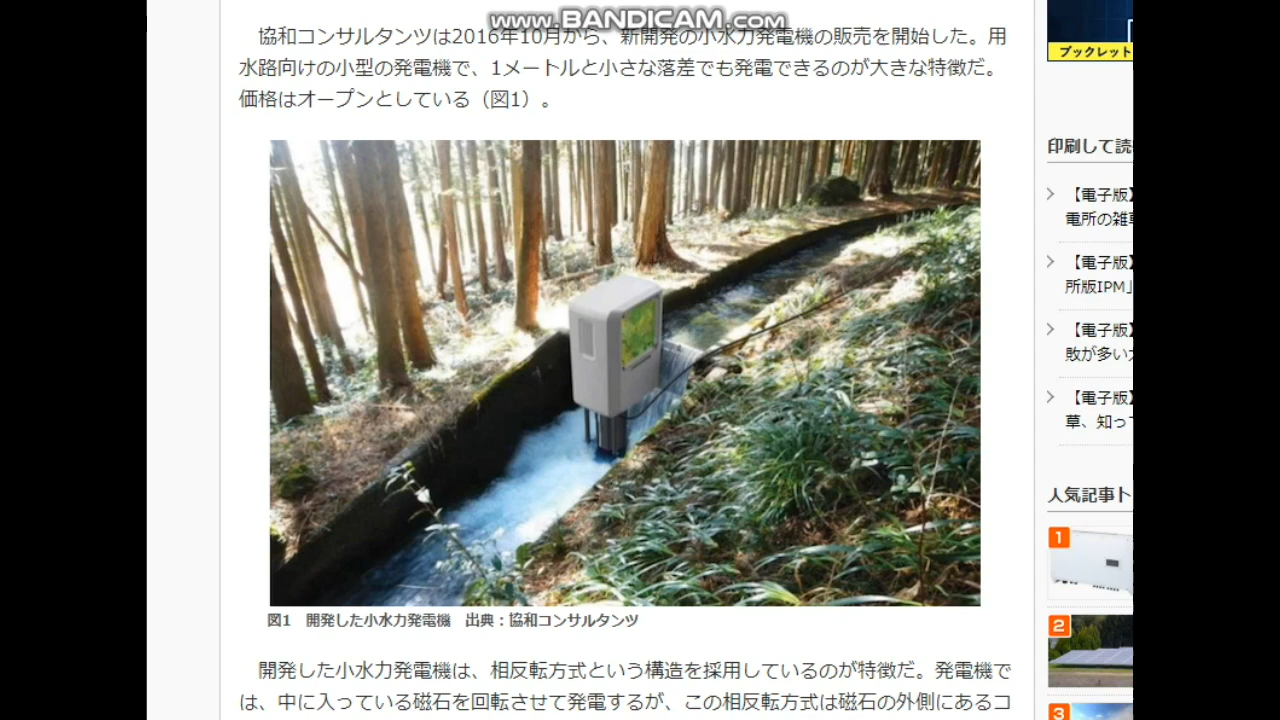 www.BANDICAM.com
協和コンサルタンツは2016年10月から、新開発の小水力発電機の販売を開始した。用
水路向けの小型の発電機で、1メートルと小さな落差でも発電できるのが大きな特徴だ。
価格はオープンとしている（図1）。
図1　開発した小水力発電機　出典：協和コンサルタンツ
開発した小水力発電機は、相反転方式という構造を採用しているのが特徴だ。発電機で
は、中に入っている磁石を回転させて発電するが、この相反転方式は磁石の外側にあるコ
ブックレット
印刷して読
【電子版】
電所の雑草
【電子版】
所版IPM」
【電子版】
敗が多い
【電子版】
草、知って
人気記事ト
1
2
3